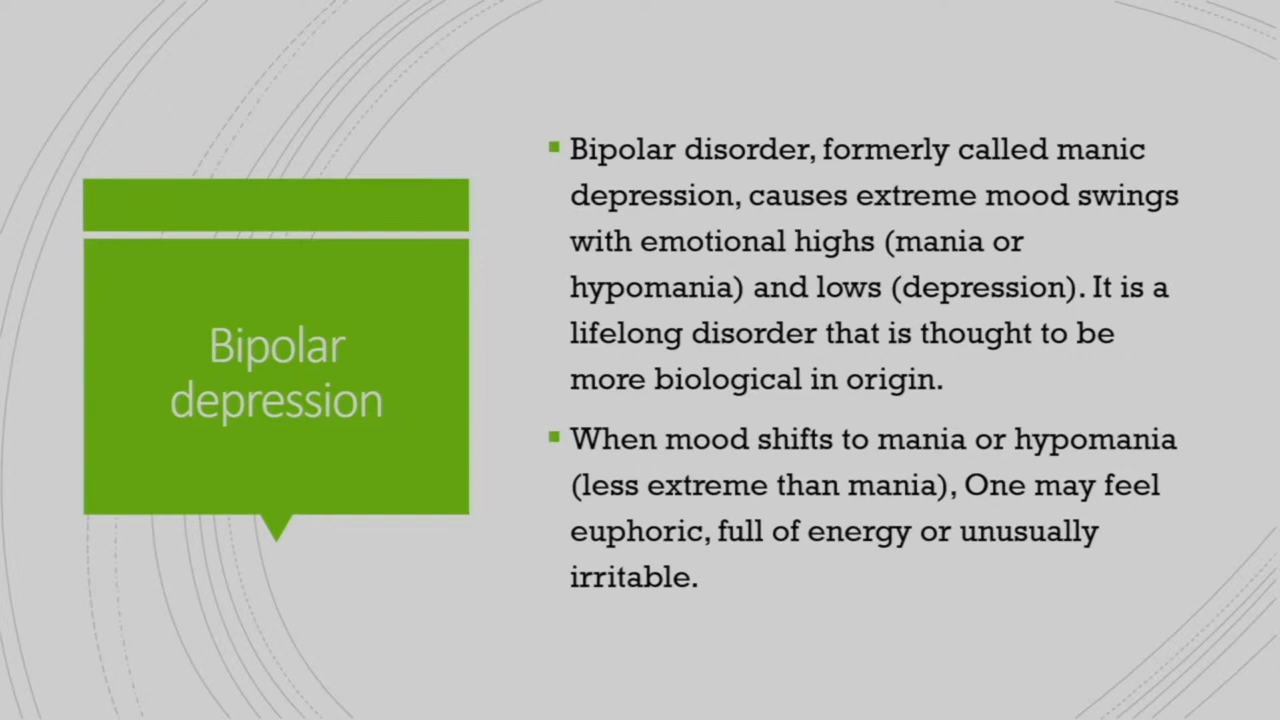 Bipolar
depression
Bipolar disorder, formerly called manic
depression, causes extreme mood swings
with emotional highs (mania or
hypomania) and lows (depression). It is a
lifelong disorder that is thought to be
more biological in origin.
When mood shifts to mania or hypomania
(less extreme than mania), One may feel
euphoric, full of energy or unusually
irritable.